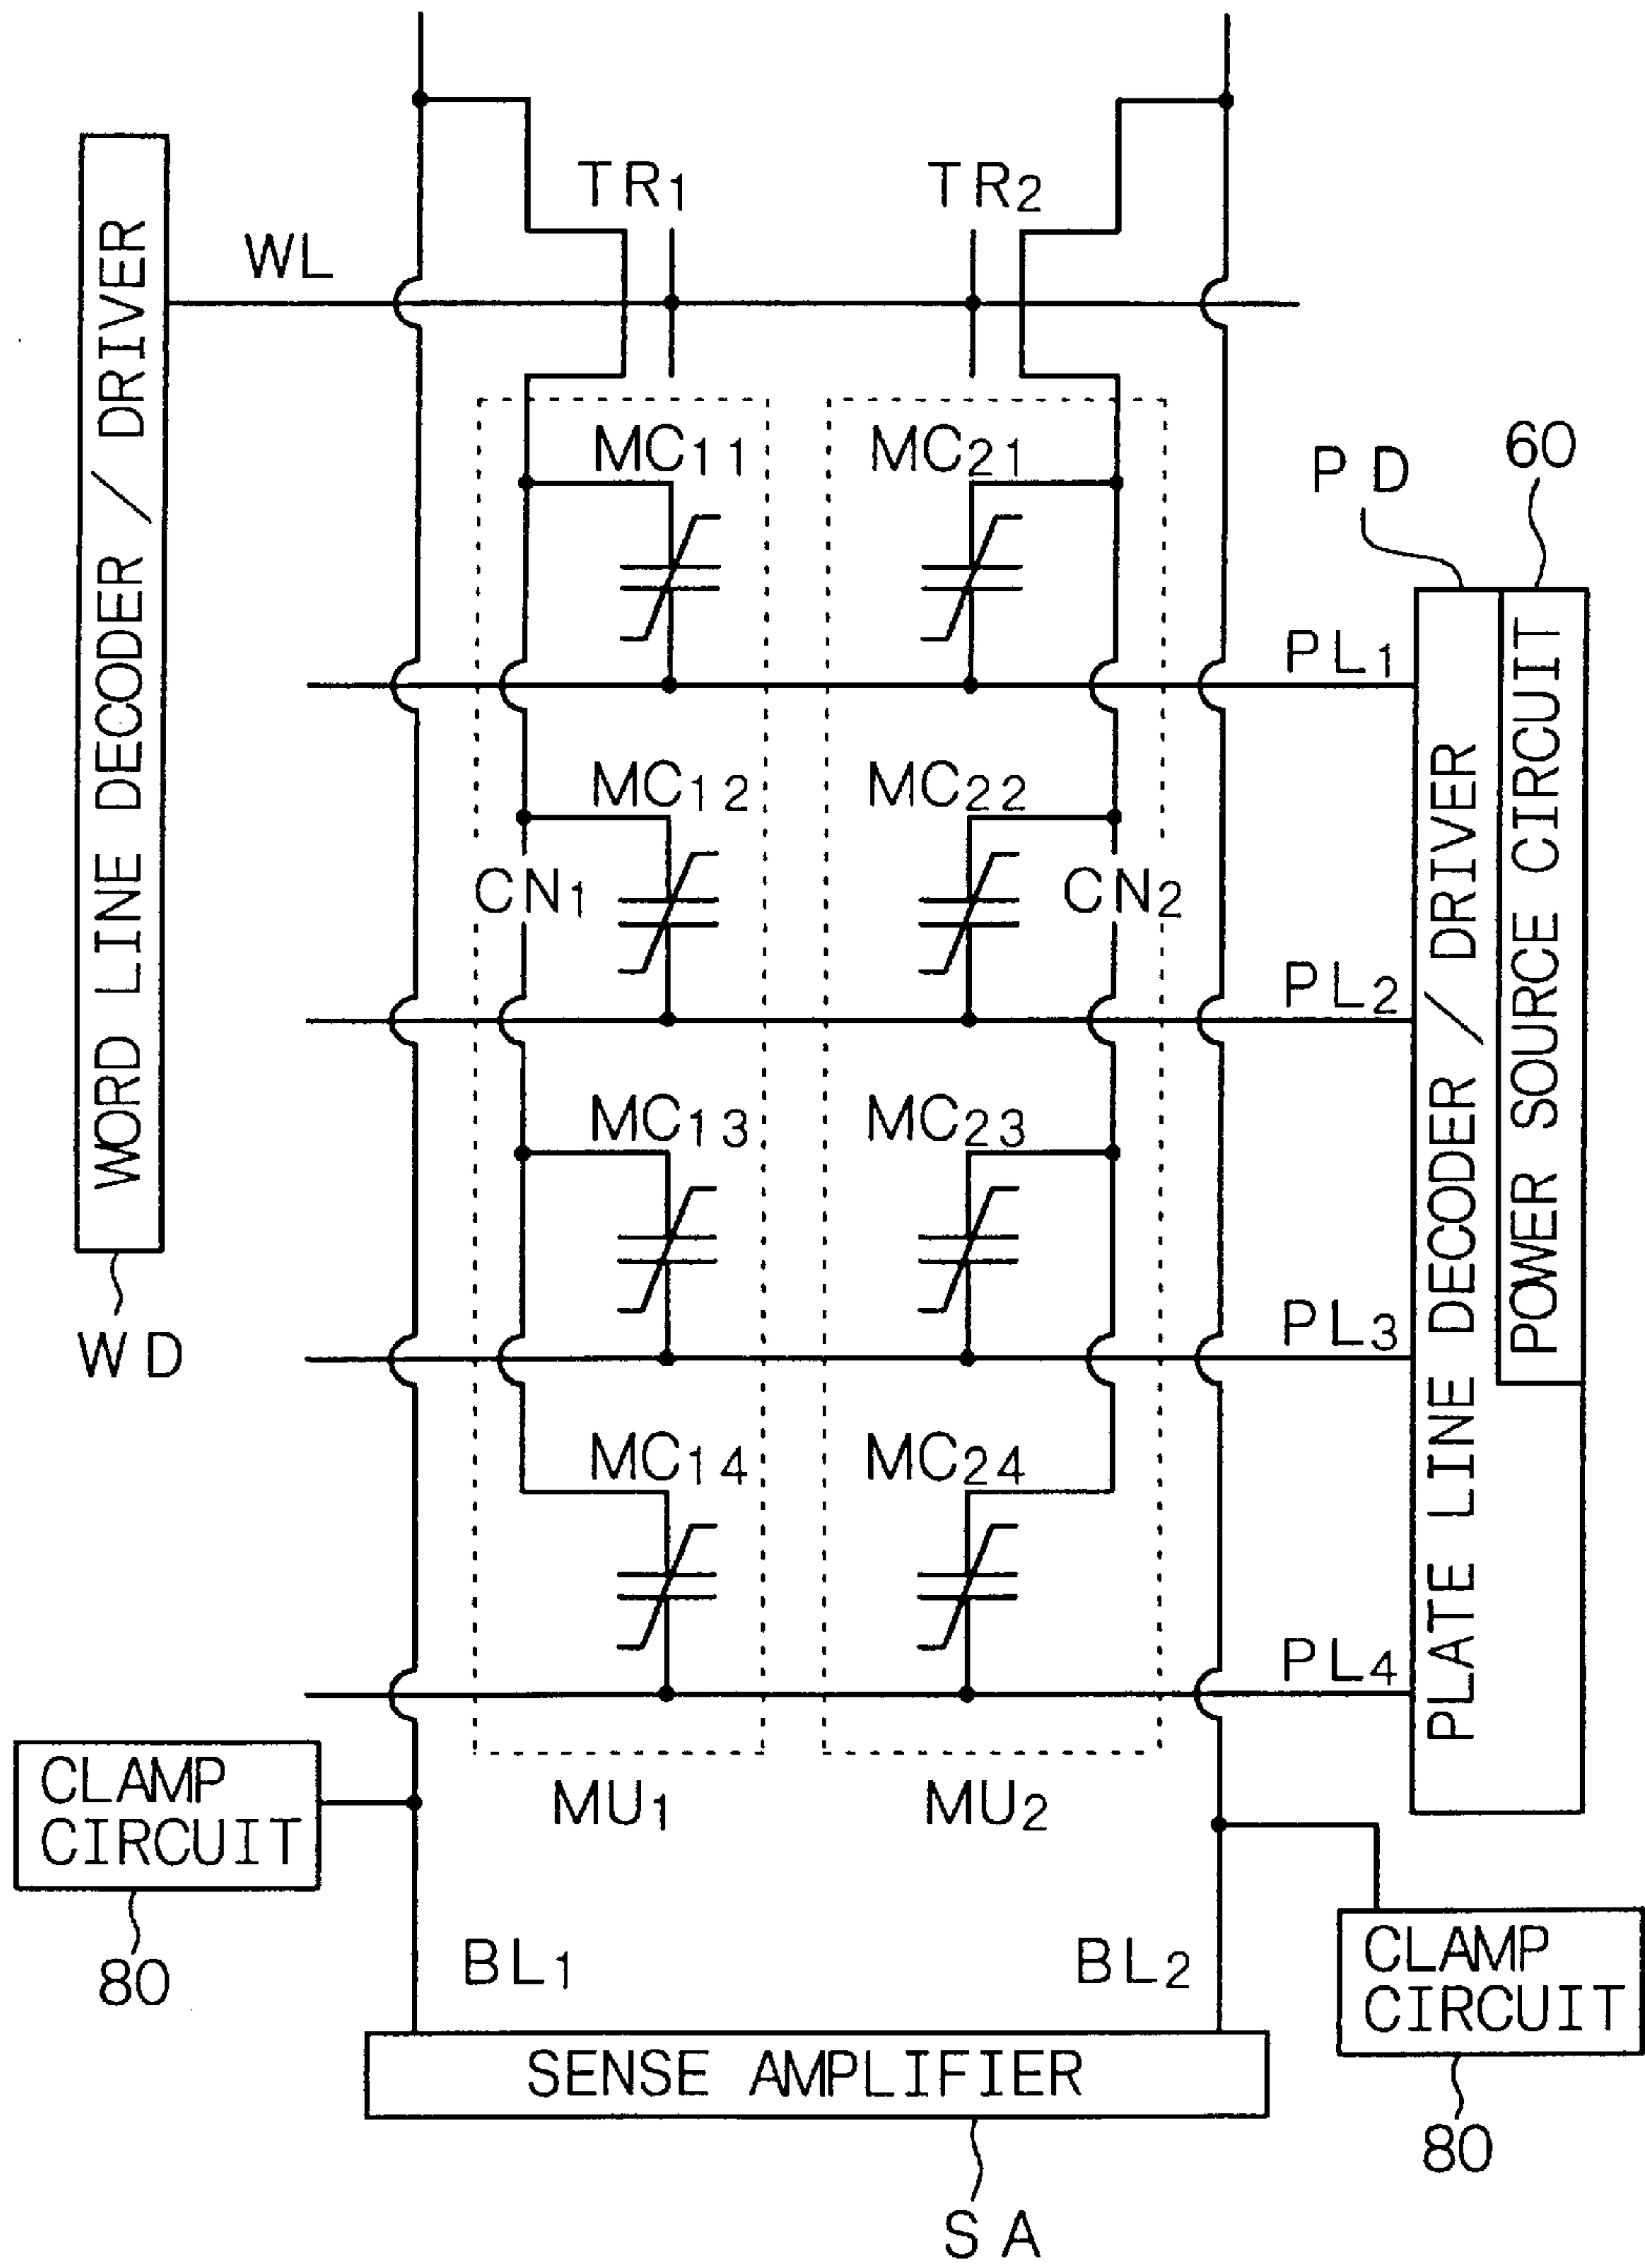 TR1
TR2
WL
WORD LINE DECODER / DRIVER
WD
MC11
MC21
PD
60
PL1
MC12
MC22
CN1
CN2
PL2
MC13
MC23
PL3
MC14
MC24
PL4
PLATE LINE DECODER / DRIVER
POWER SOURCE CIRCUIT
MU1
MU2
CLAMP
CIRCUIT
80
BL1
BL2
CLAMP
CIRCUIT
80
SENSE AMPLIFIER
SA